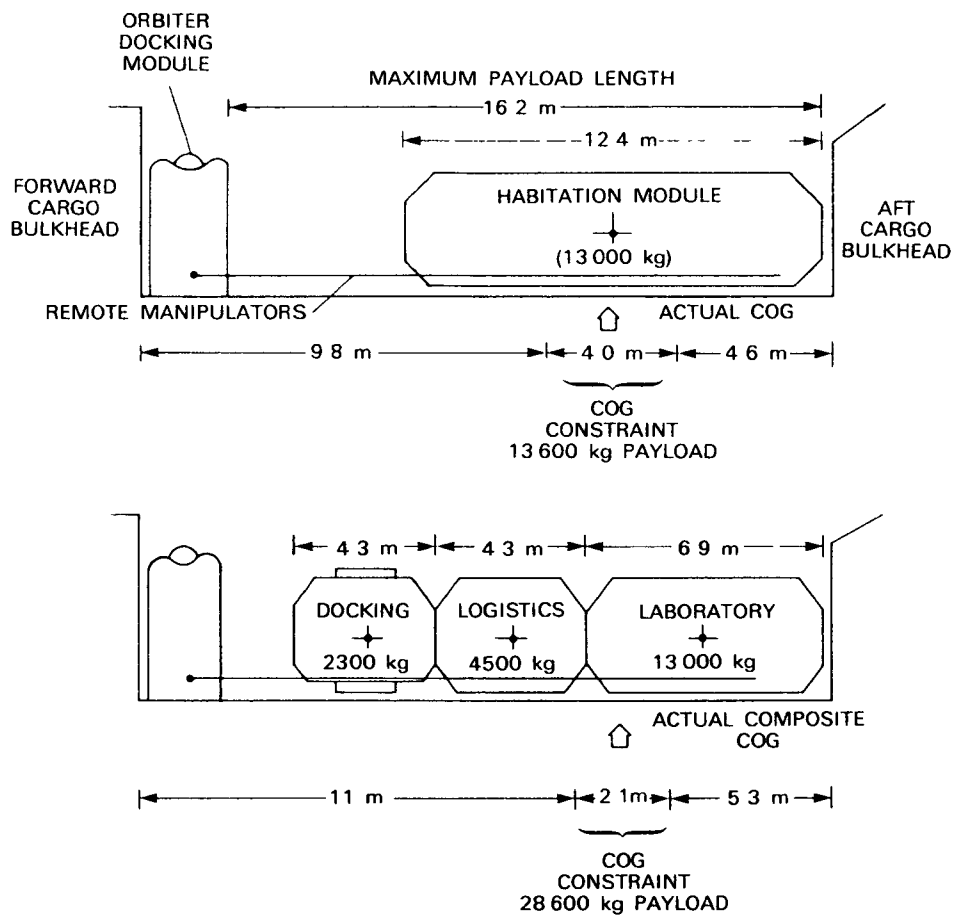 ORBITER
DOCKING
MODULE
MAXIMUM PAYLOAD LENGTH
16 2 m
12 4 m
FORWARD
CARGO
BULKHEAD
HABITATION MODULE
(13 000 kg)
AFT
CARGO
BULKHEAD
REMOTE MANIPULATORS
ACTUAL COG
9 8 m
4 0 m
4 6 m
COG
CONSTRAINT
13 600 kg PAYLOAD
4 3 m
4 3 m
6 9 m
DOCKING
2300 kg
LOGISTICS
4500 kg
LABORATORY
13 000 kg
ACTUAL COMPOSITE
COG
11 m
2 1m
5 3 m
COG
CONSTRAINT
28 600 kg PAYLOAD